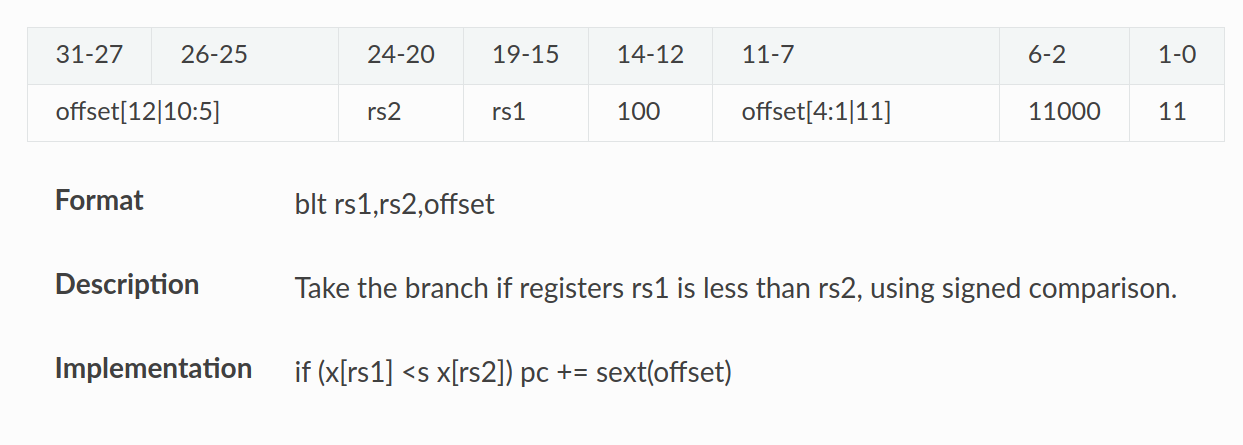 31-27 26-25 24-20 19-15 14-12 11-7 6-2 1-0
offset[12|10:5] rs2 rs1 100 offset[4:1|11] 11000 11
Format blt rs1,rs2,offset
Description Take the branch if registers rs1 is less than rs2, using signed comparison.
Implementation if (x[rs1] <s x[rs2]) pc += sext(offset)